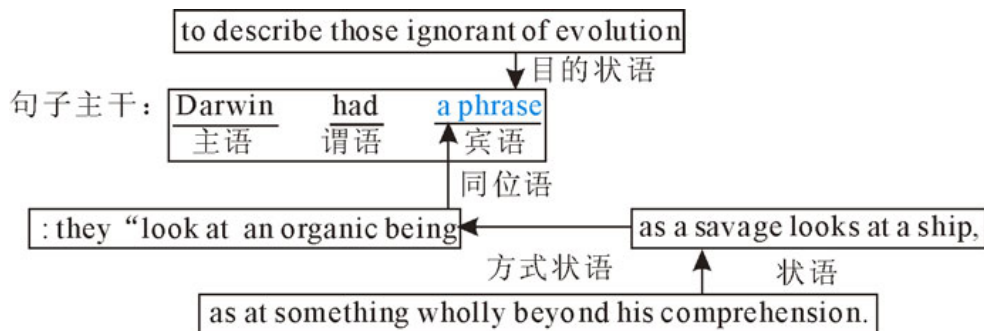 to describe those ignorant of evolution
目的状语
句子主干：Darwin had a phrase
主语 谓语 宾语
同位语
: they “look at an organic being as a savage looks at a ship,
方式状语 状语
as at something wholly beyond his comprehension.